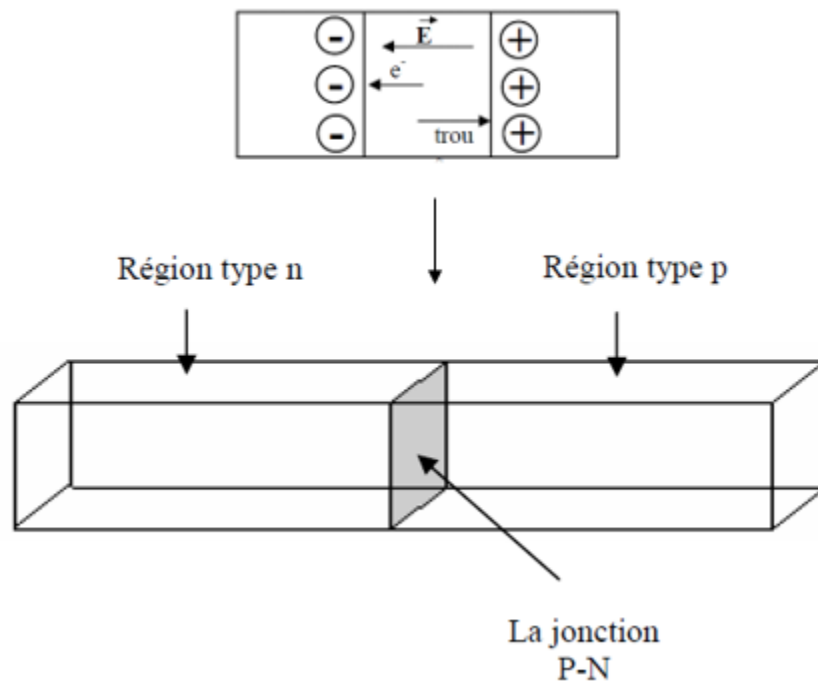 - E +
- e- +
- trou +
Région type n
Région type p
La jonction
P-N